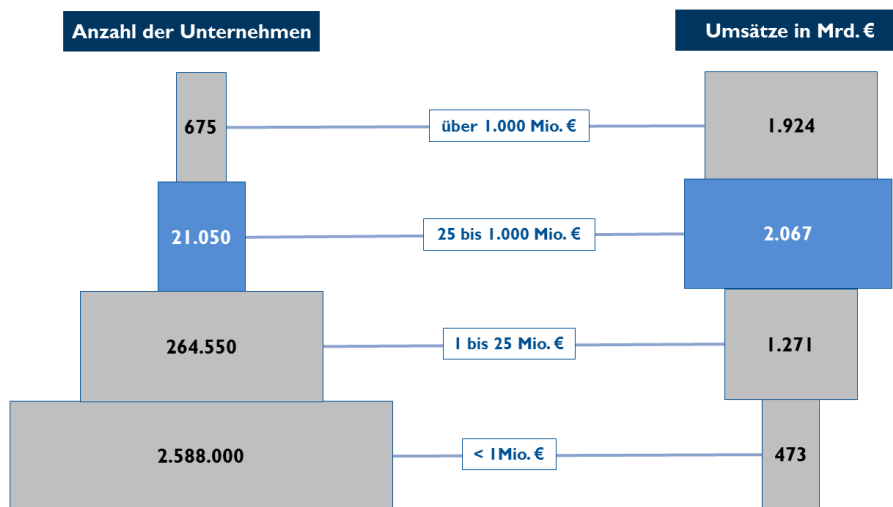 Anzahl der Unternehmen
Umsätze in Mrd. €
675
über 1.000 Mio. €
1.924
21.050
25 bis 1.000 Mio. €
2.067
264.550
1 bis 25 Mio. €
1.271
2.588.000
< 1Mio. €
473